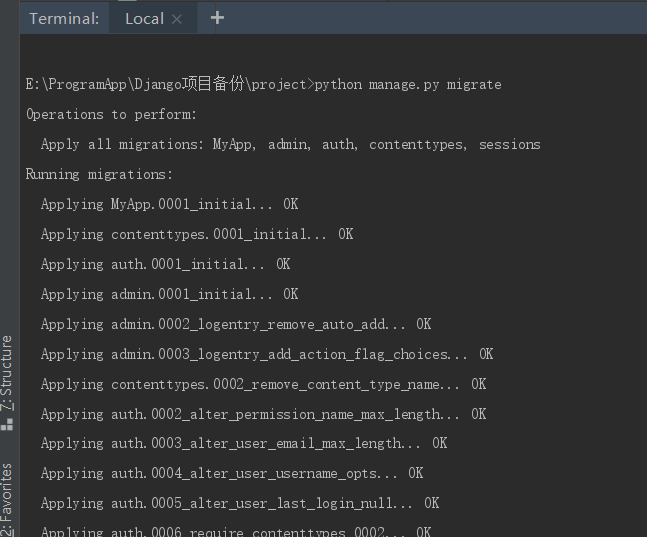 Terminal: Local × +
E:\ProgramApp\Django项目备份\project>python manage.py migrate
Operations to perform:
Apply all migrations: MyApp, admin, auth, contenttypes, sessions
Running migrations:
Applying MyApp.0001_initial... OK
Applying contenttypes.0001_initial... OK
Applying auth.0001_initial... OK
Applying admin.0001_initial... OK
Applying admin.0002_logentry_remove_auto_add... OK
Applying admin.0003_logentry_add_action_flag_choices... OK
Applying contenttypes.0002_remove_content_type_name... OK
Applying auth.0002_alter_permission_name_max_length... OK
Applying auth.0003_alter_user_email_max_length... OK
Applying auth.0004_alter_user_username_opts... OK
Applying auth.0005_alter_user_last_login_null... OK
Applying auth.0006_require_contenttypes_0002... OK
7: Structure
2: Favorites